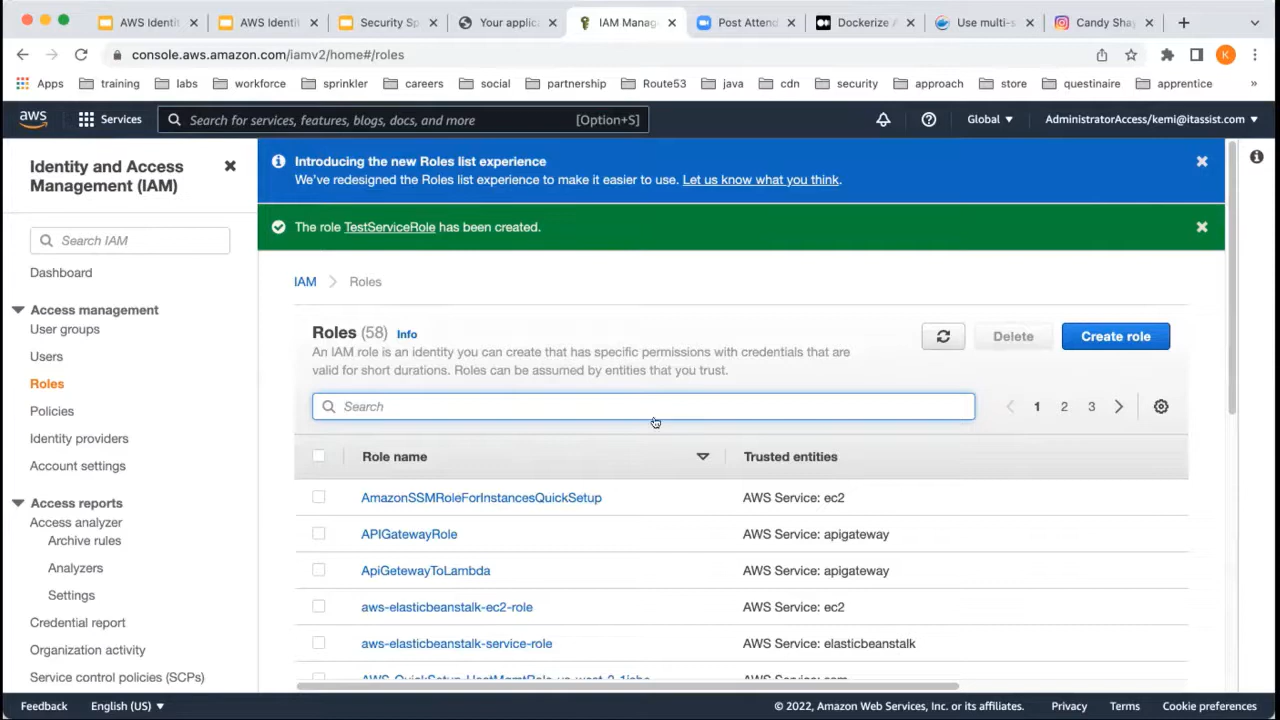 AWS Identi
AWS Identi
Security Sp
Your applic
IAM Manag
Post Attend
Dockerize A
Use multi-s
Candy Shay
console.aws.amazon.com/iamv2/home#/roles
K
Apps
training
labs
workforce
sprinkler
careers
social
partnership
Route53
java
cdn
security
approach
store
questinaire
apprentice
»
aws
Services
Search for services, features, blogs, docs, and more
[Option+S]
Global
AdministratorAccess/kemi@itassist.com
Identity and Access
Management (IAM)
Search IAM
Dashboard
Access management
User groups
Users
Roles
Policies
Identity providers
Account settings
Access reports
Access analyzer
Archive rules
Analyzers
Settings
Credential report
Organization activity
Service control policies (SCPs)
Introducing the new Roles list experience
We've redesigned the Roles list experience to make it easier to use. Let us know what you think.
The role TestServiceRole has been created.
IAM > Roles
Roles (58) Info
An IAM role is an identity you can create that has specific permissions with credentials that are
valid for short durations. Roles can be assumed by entities that you trust.
Delete
Create role
Search
1 2 3
Role name
Trusted entities
AmazonSSMRoleForInstancesQuickSetup
AWS Service: ec2
APIGatewayRole
AWS Service: apigateway
ApiGetewayToLambda
AWS Service: apigateway
aws-elasticbeanstalk-ec2-role
AWS Service: ec2
aws-elasticbeanstalk-service-role
AWS Service: elasticbeanstalk
Feedback
English (US)
© 2022, Amazon Web Services, Inc. or its affiliates.
Privacy
Terms
Cookie preferences